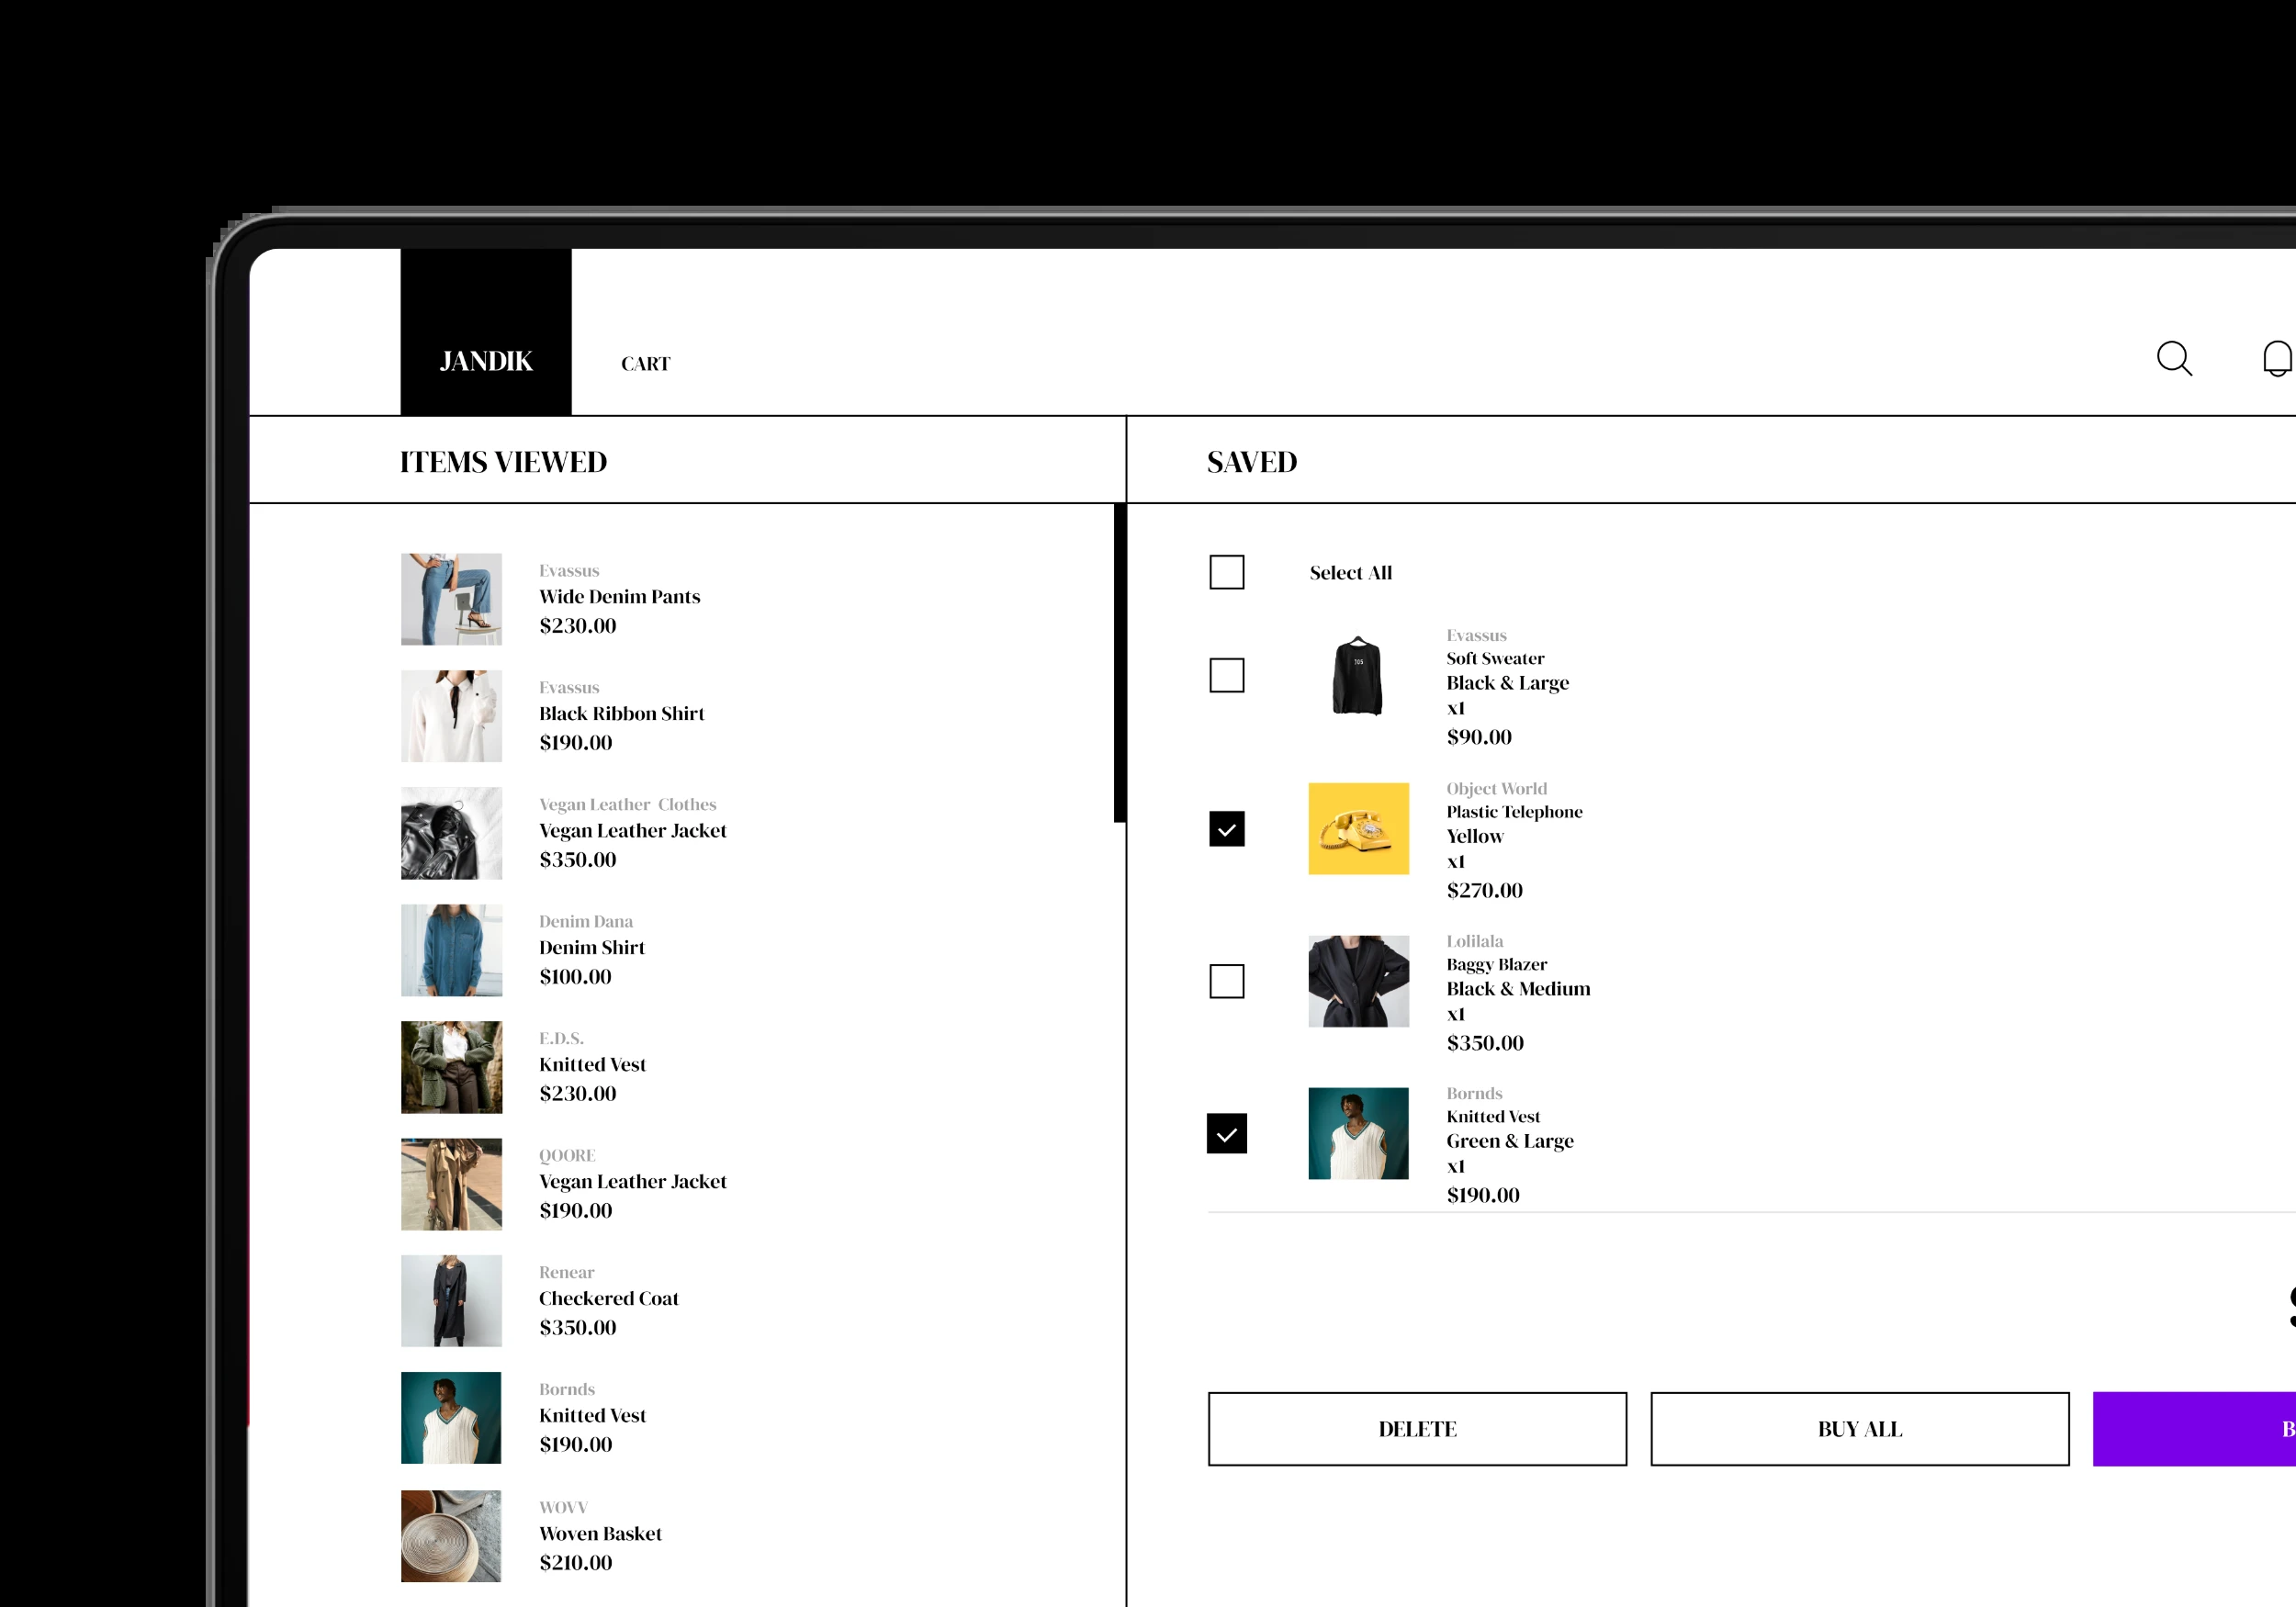 JANDIK
CART
ITEMS VIEWED
Evassus
Wide Denim Pants
$230.00
Evassus
Black Ribbon Shirt
$190.00
Vegan Leather Clothes
Vegan Leather Jacket
$350.00
Denim Dana
Denim Shirt
$100.00
E.D.S.
Knitted Vest
$230.00
QOORE
Vegan Leather Jacket
$190.00
Renear
Checkered Coat
$350.00
Bornds
Knitted Vest
$190.00
WOVV
Woven Basket
$210.00
SAVED
Select All
Evassus
Soft Sweater
Black & Large
x1
$90.00
Object World
Plastic Telephone
Yellow
x1
$270.00
Lolilala
Baggy Blazer
Black & Medium
x1
$350.00
Bornds
Knitted Vest
Green & Large
x1
$190.00
DELETE
BUY ALL